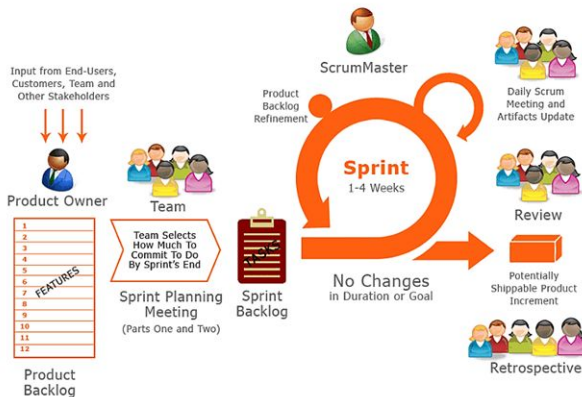 Input from End-Users,
Customers, Team and
Other Stakeholders
Product Owner
1
2
3
4
5
6
7
8
9
10
11
12
FEATURES
Product
Backlog
Team
Team Selects
How Much To
Commit To Do
By Sprint's End
Sprint Planning
Meeting
(Parts One and Two)
TASKS
Sprint
Backlog
ScrumMaster
Product
Backlog
Refinement
Sprint
1-4 Weeks
No Changes
in Duration or Goal
Daily Scrum
Meeting and
Artifacts Update
Review
Potentially
Shippable Product
Increment
Retrospective